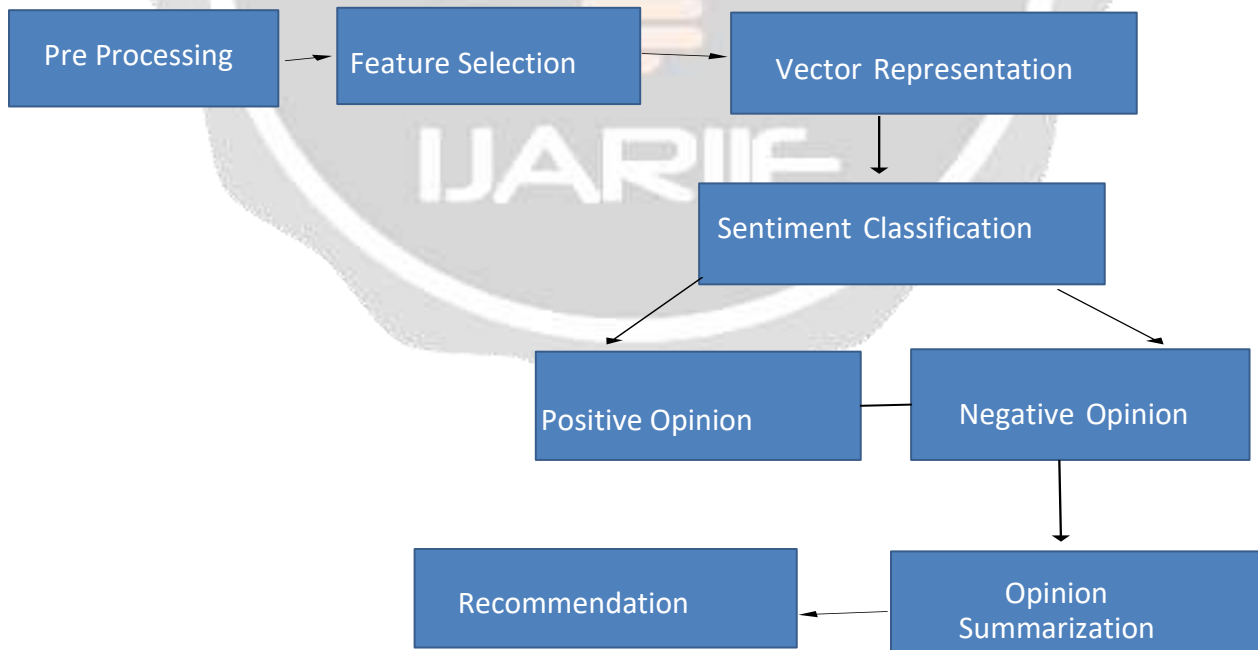 Pre Processing
Feature Selection
Vector Representation
IJARIIE
Sentiment Classification
Positive Opinion
Negative Opinion
Recommendation
Opinion
Summarization